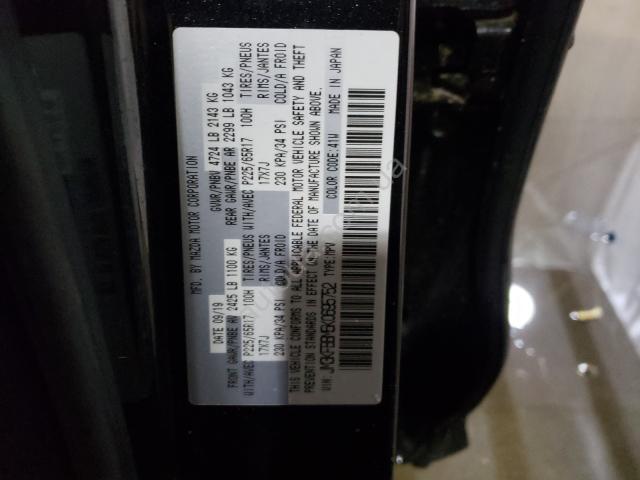 MFD. BY MAZDA MOTOR CORPORATION
DATE 09/19 GVWR/PNBV 4724 LB 2143 KG
FRONT GAWR/PNBE AV 2425 LB 1100 KG REAR GAWR/PNBE AR 2299 LB 1043 KG
WITH/AVEC P225/65R17 100H TIRES/PNEUS WITH/AVEC P225/65R17 100H TIRES/PNEUS
17X7J RIMS/JANTES 17X7J RIMS/JANTES
230 KPA/34 PSI COLD/A FROID 230 KPA/34 PSI COLD/A FROID
THIS VEHICLE CONFORMS TO ALL APPLICABLE FEDERAL MOTOR VEHICLE SAFETY AND THEFT
PREVENTION STANDARDS IN EFFECT ON THE DATE OF MANUFACTURE SHOWN ABOVE.
VIN: TYPE:MPV COLOR CODE:41W MADE IN JAPAN